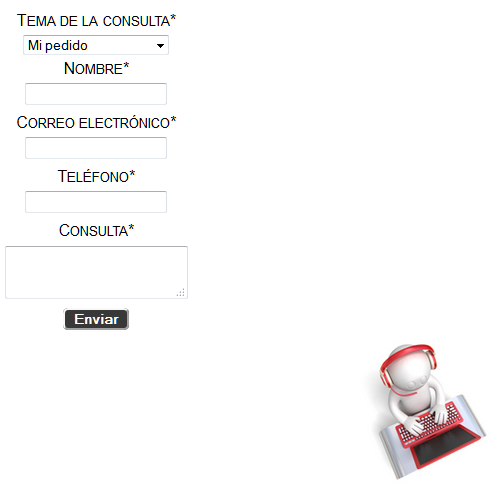 TEMA DE LA CONSULTA*
Mi pedido
NOMBRE*
CORREO ELECTRÓNICO*
TELÉFONO*
CONSULTA*
Enviar